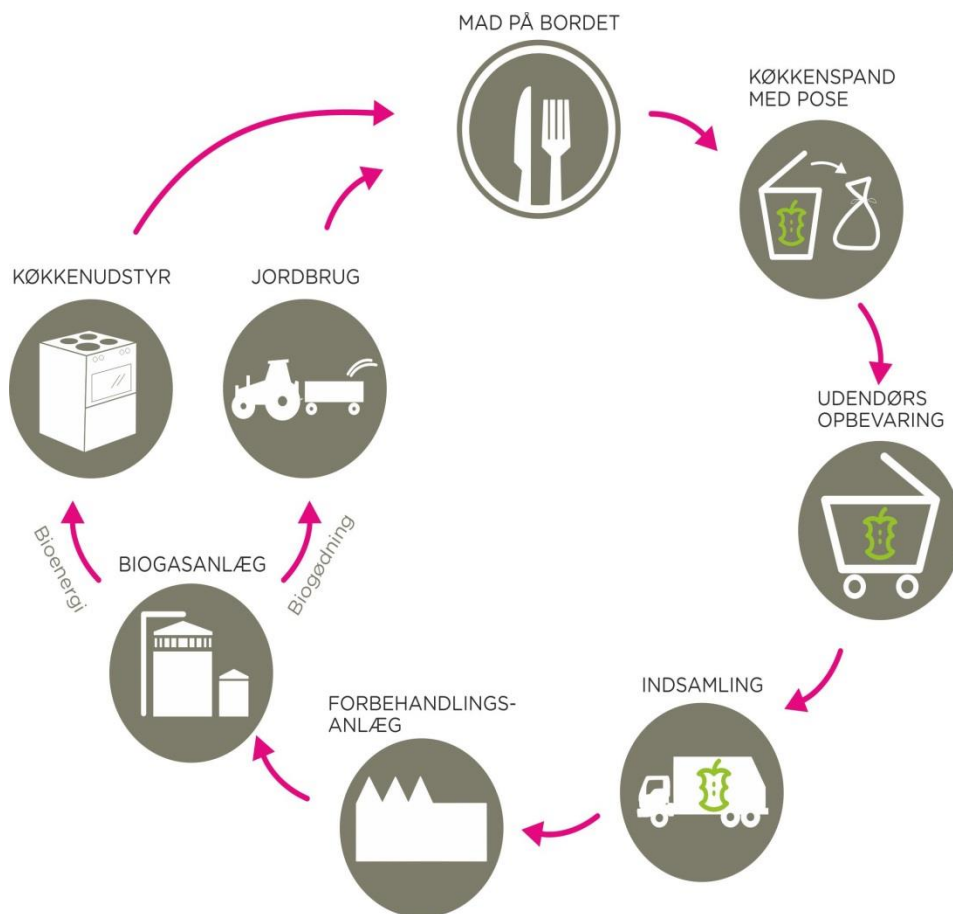 MAD PÅ BORDET
KØKKENSPAND
MED POSE
UDENDØRS
OPBEVARING
INDSAMLING
FORBEHANDLINGS-
ANLÆG
BIOGASANLÆG
Bioenergi
Biogødning
KØKKENUDSTYR
JORDBRUG